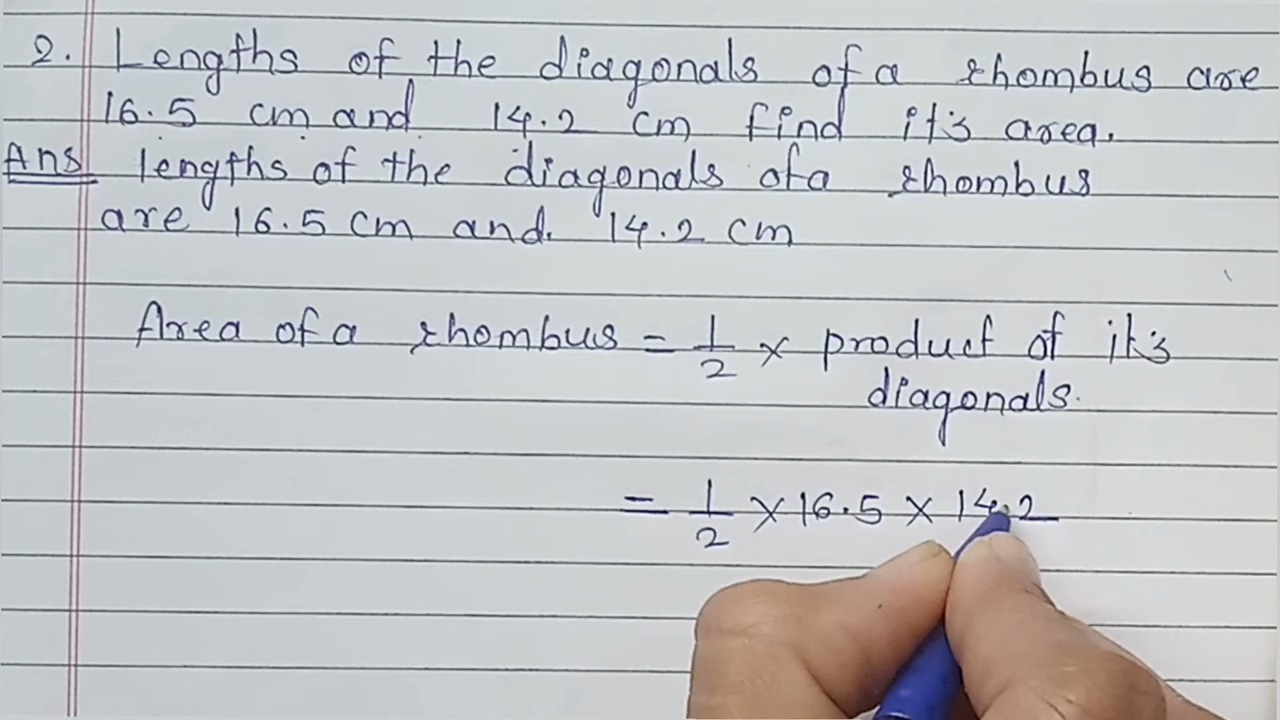 2. Lengths of the diagonals of a rhombus are
16.5 cm and 14.2 cm find it's area.
Ans lengths of the diagonals of a rhombus
are 16.5 cm and. 14.2 cm
Area of a rhombus = 1/2 × product of it's
diagonals.
= 1/2 × 16.5 × 14.2